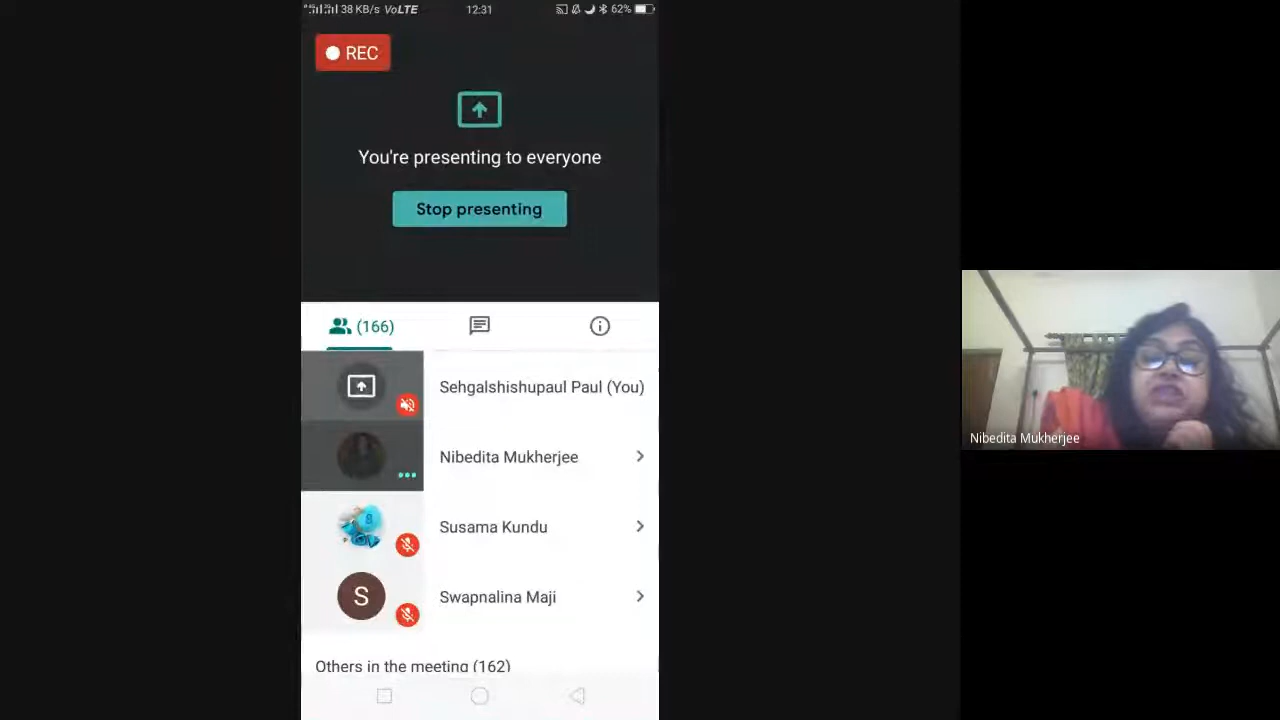 38 KB/s VoLTE 12:31 62%
REC
You're presenting to everyone
Stop presenting
(166)
Sehgalshishupaul Paul (You)
Nibedita Mukherjee
Susama Kundu
S
Swapnalina Maji
Others in the meeting (162)
Nibedita Mukherjee